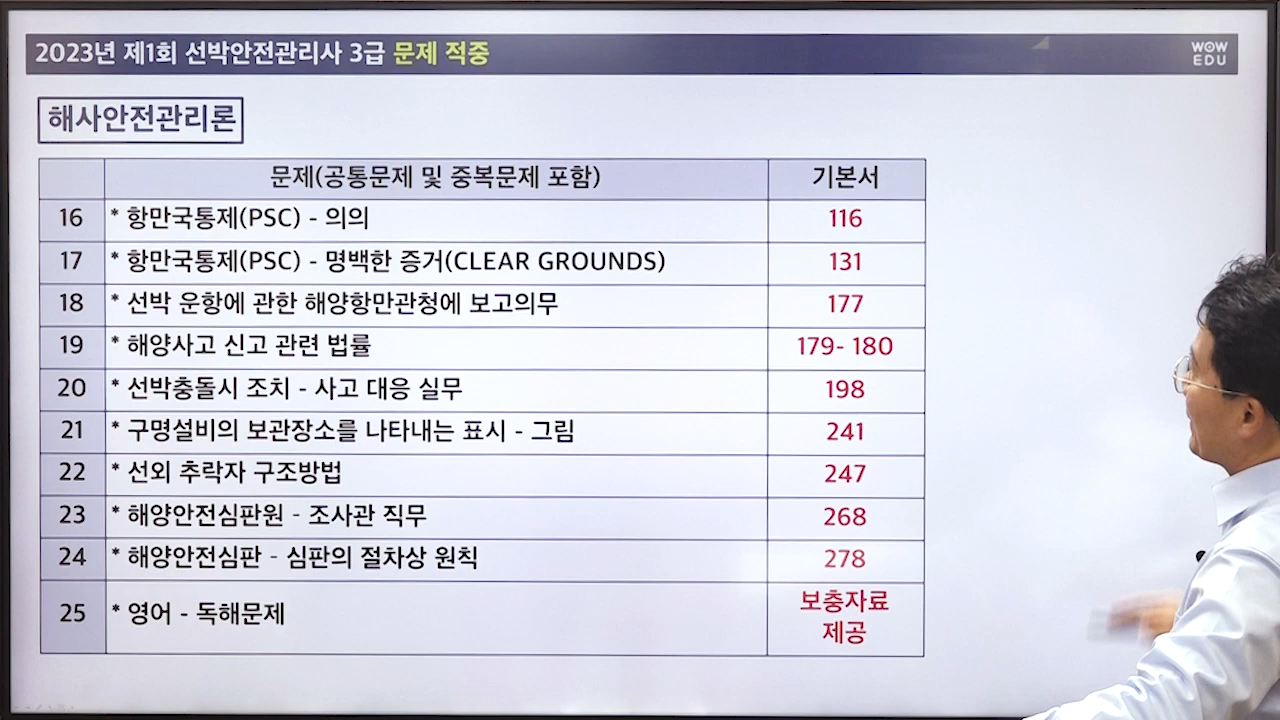 2023년 제1회 선박안전관리사 3급 문제 적중
WOW
EDU
해사안전관리론
문제(공통문제 및 중복문제 포함) 기본서
16 * 항만국통제(PSC) - 의의 116
17 * 항만국통제(PSC) - 명백한 증거(CLEAR GROUNDS) 131
18 * 선박 운항에 관한 해양항만관청에 보고의무 177
19 * 해양사고 신고 관련 법률 179- 180
20 * 선박충돌시 조치 - 사고 대응 실무 198
21 * 구명설비의 보관장소를 나타내는 표시 - 그림 241
22 * 선외 추락자 구조방법 247
23 * 해양안전심판원 - 조사관 직무 268
24 * 해양안전심판 - 심판의 절차상 원칙 278
25 * 영어 - 독해문제 보충자료
제공